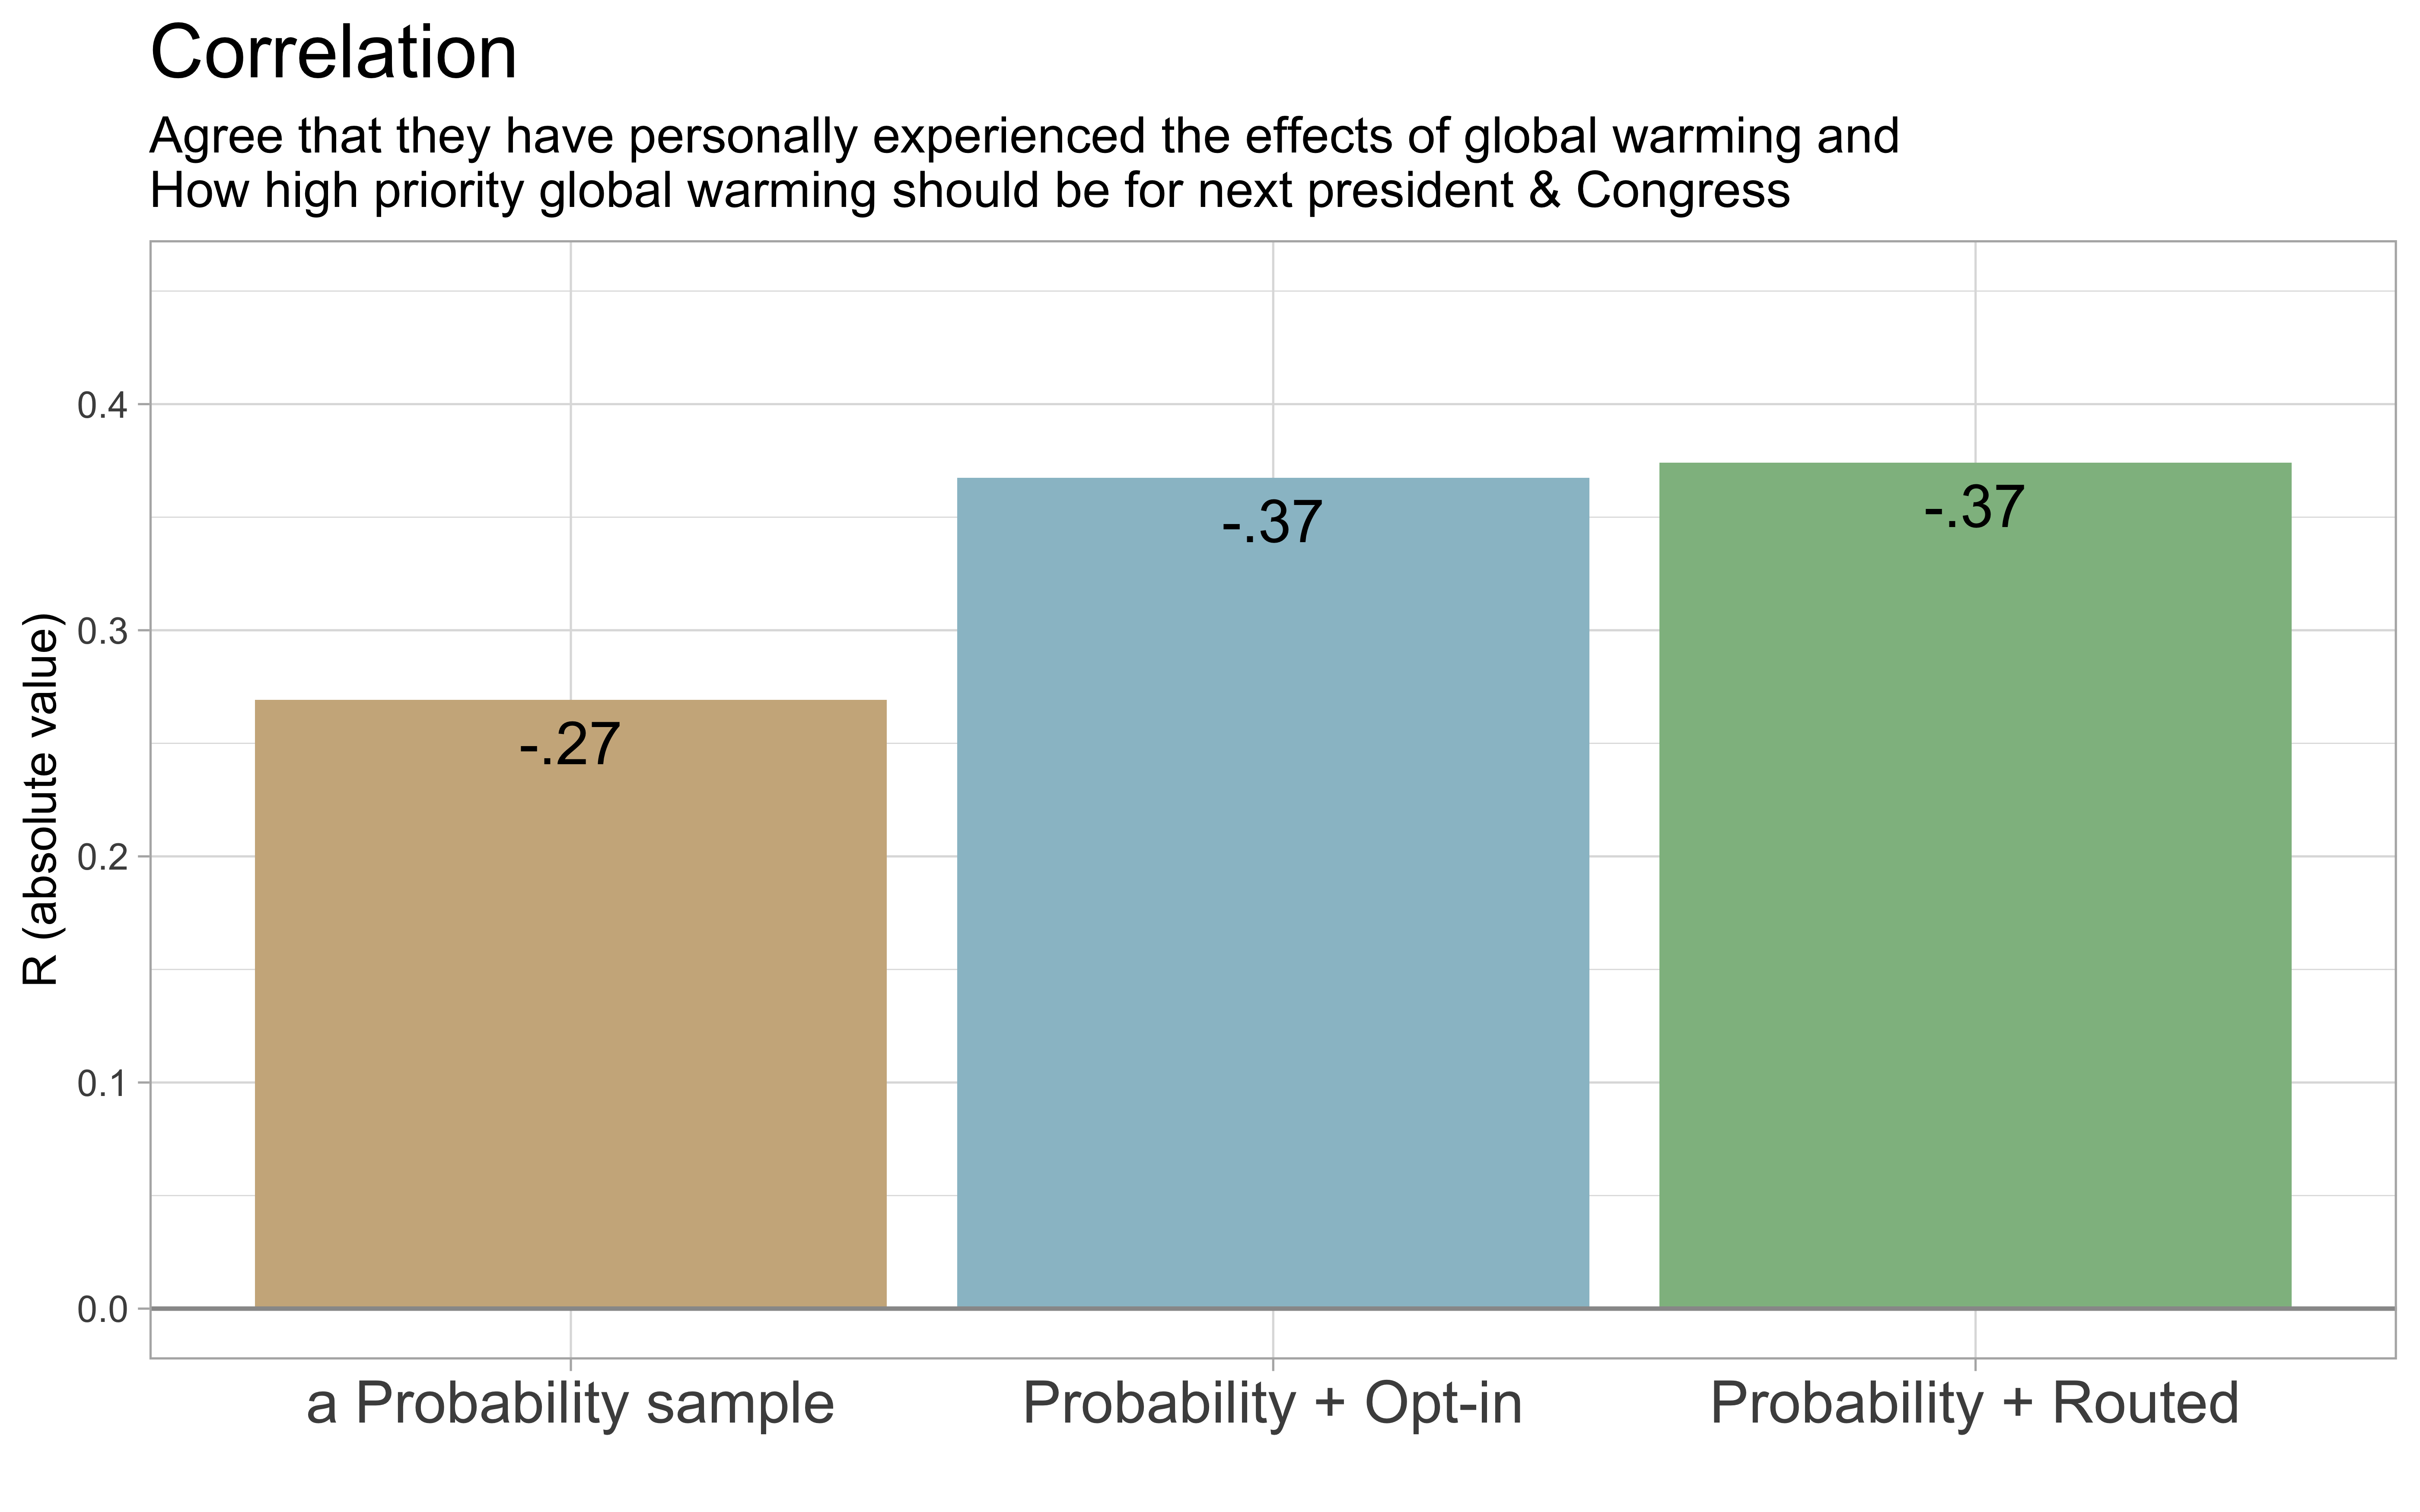 Correlation
Agree that they have personally experienced the effects of global warming and
How high priority global warming should be for next president & Congress
R (absolute value)
0.4
0.3
0.2
0.1
0.0
-.27
-.37
-.37
a Probability sample
Probability + Opt-in
Probability + Routed